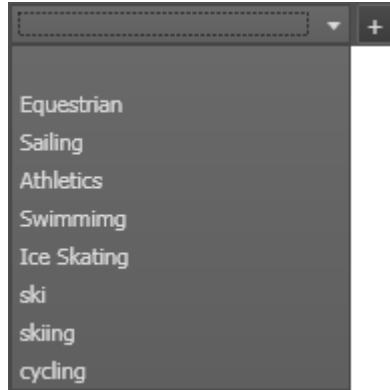 +
Equestrian
Sailing
Athletics
Swimmimg
Ice Skating
ski
skiing
cycling